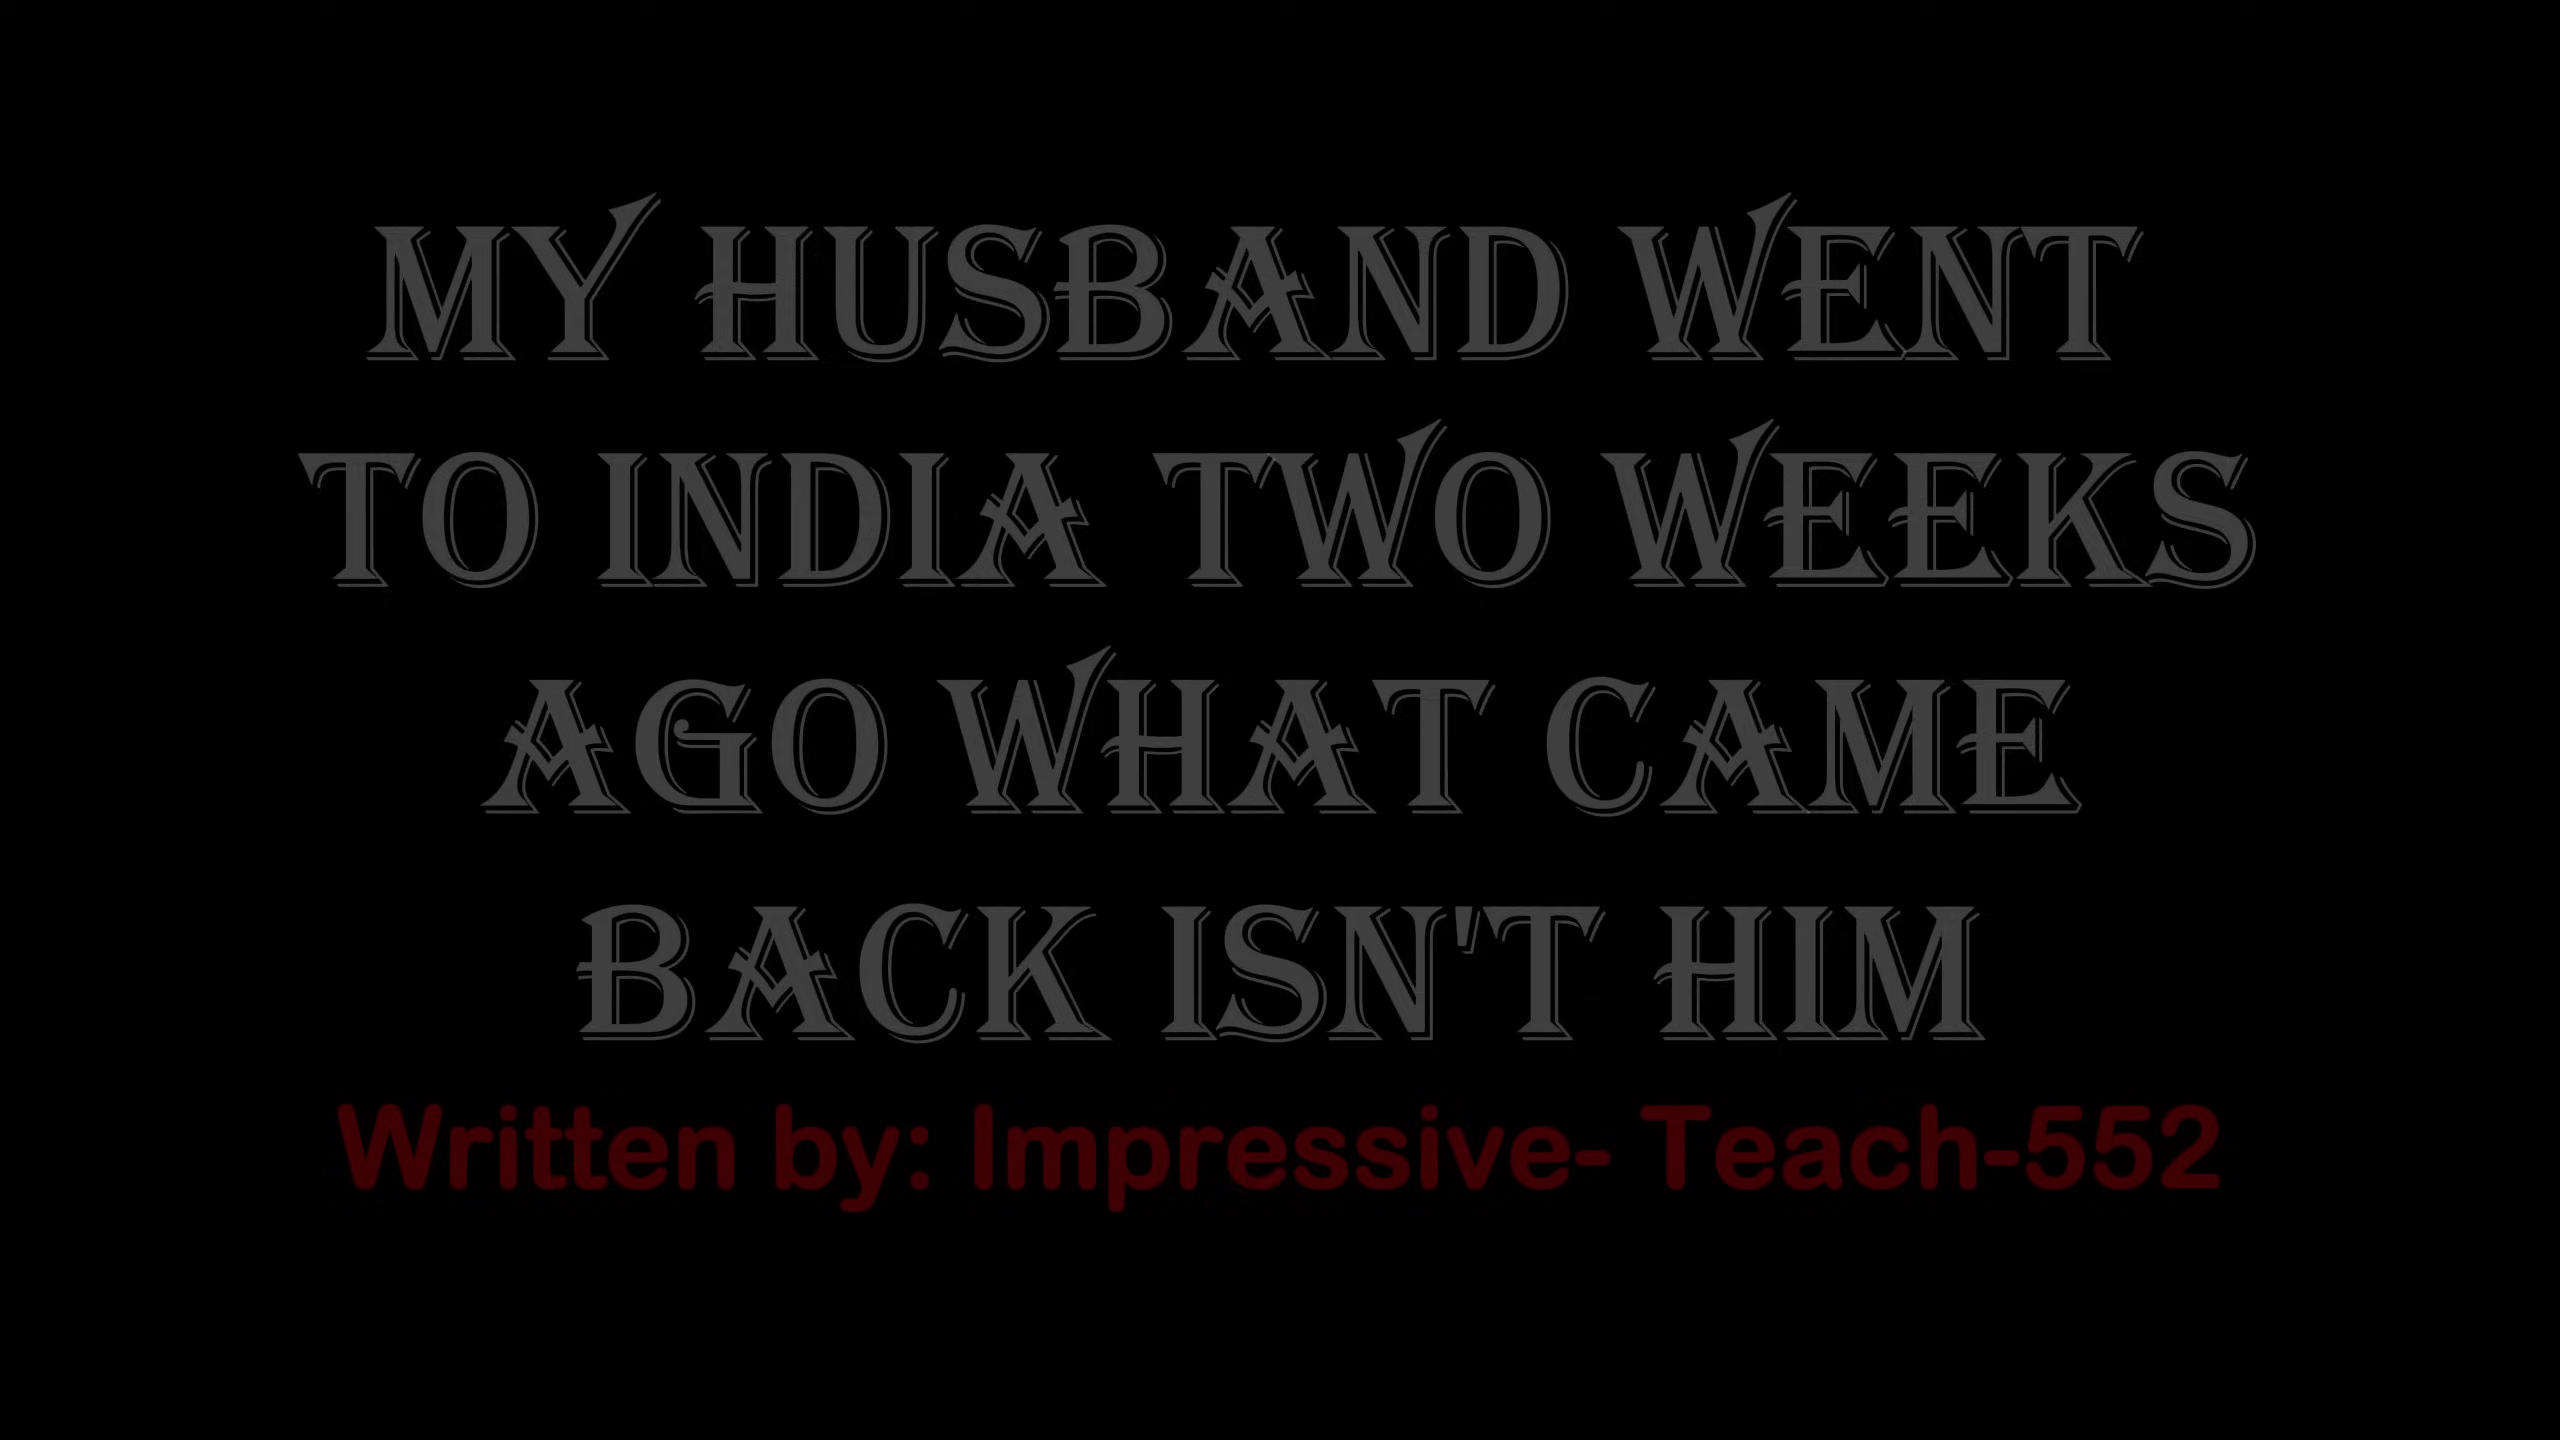 MY HUSBAND WENT
TO INDIA TWO WEEKS
AGO WHAT CAME
BACK ISN'T HIM
Written by: Impressive- Teach-552